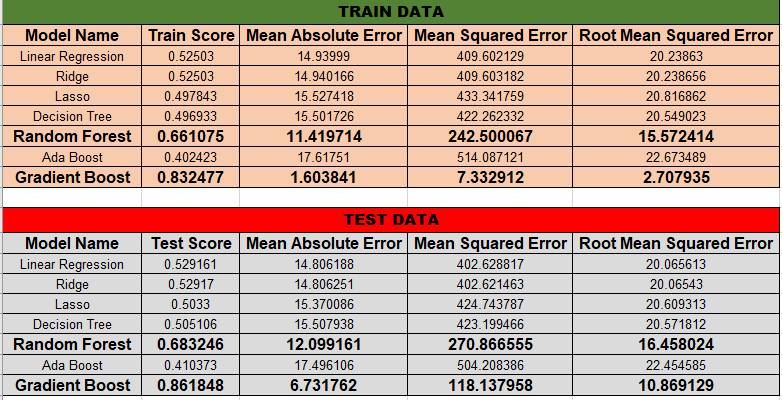 TRAIN DATA
Model Name Train Score Mean Absolute Error Mean Squared Error Root Mean Squared Error
Linear Regression 0.52503 14.93999 409.602129 20.23863
Ridge 0.52503 14.940166 409.603182 20.238656
Lasso 0.497843 15.527418 433.341759 20.816862
Decision Tree 0.496933 15.501726 422.262332 20.549023
Random Forest 0.661075 11.419714 242.500067 15.572414
Ada Boost 0.402423 17.61751 514.087121 22.673489
Gradient Boost 0.832477 1.603841 7.332912 2.707935
TEST DATA
Model Name Test Score Mean Absolute Error Mean Squared Error Root Mean Squared Error
Linear Regression 0.529161 14.806188 402.628817 20.065613
Ridge 0.52917 14.806251 402.621463 20.06543
Lasso 0.5033 15.370086 424.743787 20.609313
Decision Tree 0.505106 15.507938 423.199466 20.571812
Random Forest 0.683246 12.099161 270.866555 16.458024
Ada Boost 0.410373 17.496106 504.208386 22.454585
Gradient Boost 0.861848 6.731762 118.137958 10.869129